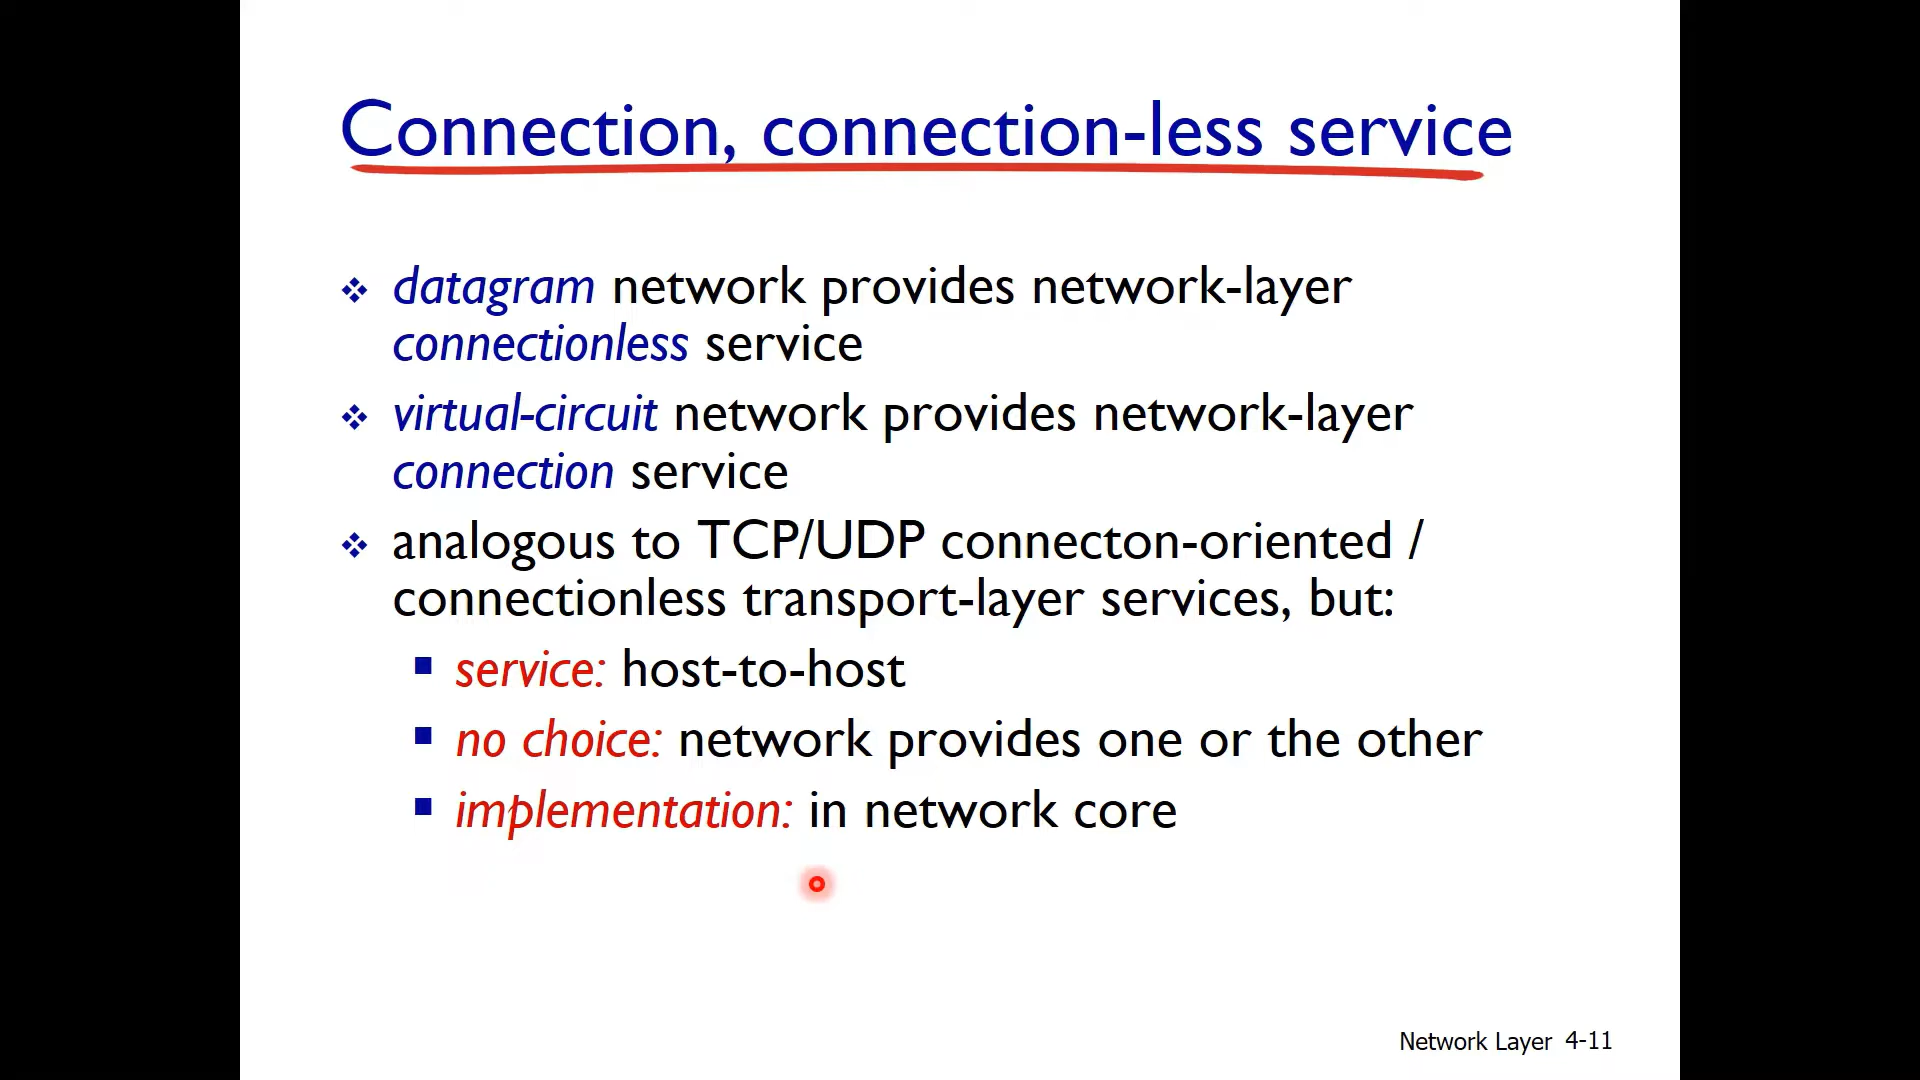 Connection, connection-less service
datagram network provides network-layer
connectionless service
virtual-circuit network provides network-layer
connection service
analogous to TCP/UDP connecton-oriented /
connectionless transport-layer services, but:
service: host-to-host
no choice: network provides one or the other
implementation: in network core
Network Layer 4-11